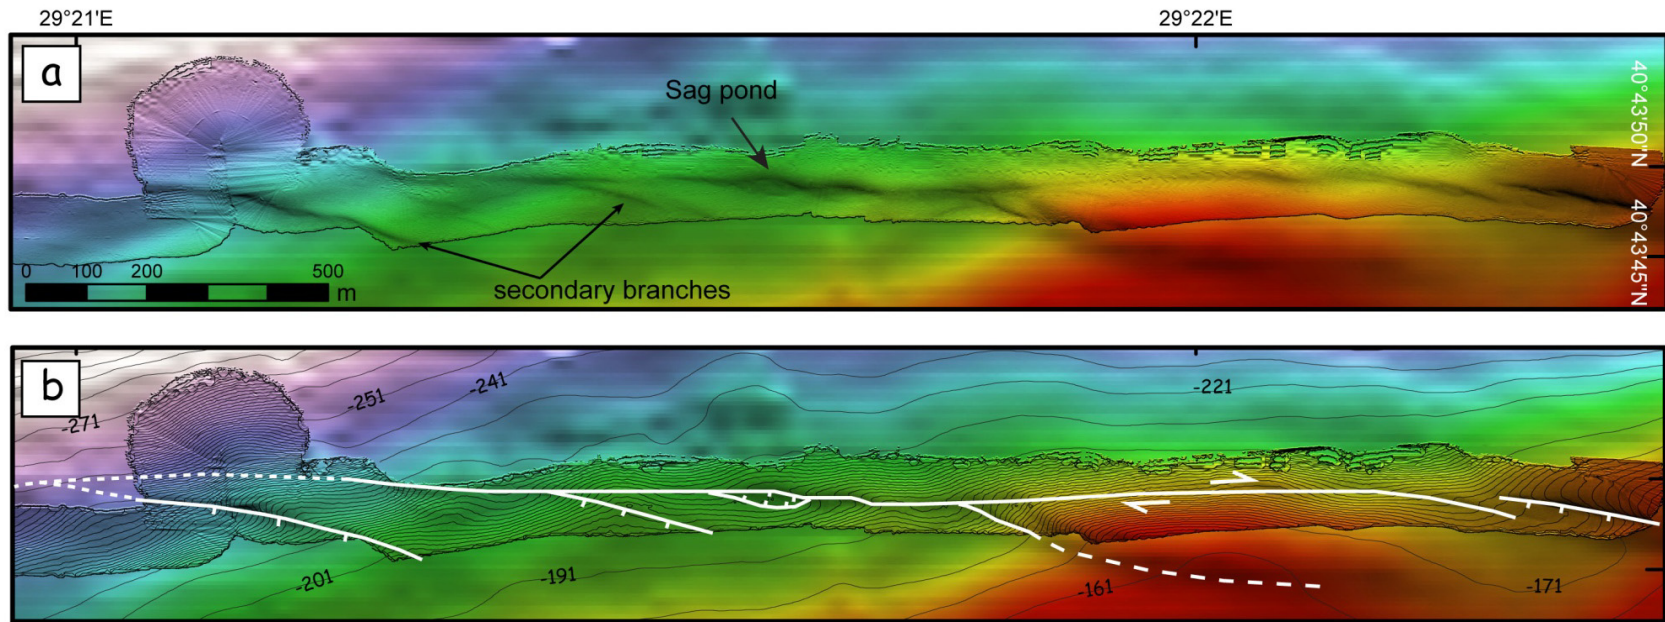 29°21'E
29°22'E
a
Sag pond
40°43'50"N
secondary branches
40°43'45"N
0 100 200 500
m
b
-271
-251
-241
-221
-201
-191
-161
-171